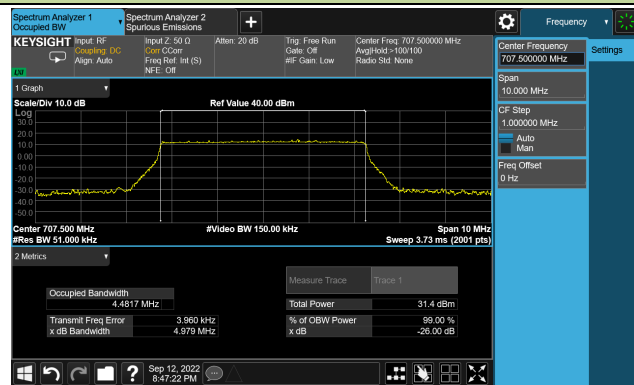 Spectrum Analyzer 1
Occupied BW
Spectrum Analyzer 2
Spurious Emissions
+
Frequency
KEYSIGHT
Input: RF
Coupling: DC
Align: Auto
Input Z: 50 Ω
Corr CCorr
Freq Ref: Int (S)
NFE: Off
Atten: 20 dB
Trig: Free Run
Gate: Off
#IF Gain: Low
Center Freq: 707.500000 MHz
Avg|Hold:>100/100
Radio Std: None
Center Frequency
707.500000 MHz
Settings
Span
10.000 MHz
CF Step
1.000000 MHz
Auto
Man
Freq Offset
0 Hz
1 Graph
Scale/Div 10.0 dB
Ref Value 40.00 dBm
Log
30.0
20.0
10.0
0.00
-10.0
-20.0
-30.0
-40.0
-50.0
Center 707.500 MHz
#Video BW 150.00 kHz
Span 10 MHz
#Res BW 51.000 kHz
Sweep 3.73 ms (2001 pts)
2 Metrics
Measure Trace
Trace 1
Occupied Bandwidth
4.4817 MHz
Total Power
31.4 dBm
Transmit Freq Error
3.960 kHz
% of OBW Power
99.00 %
x dB Bandwidth
4.979 MHz
x dB
-26.00 dB
?
Sep 12, 2022
8:47:22 PM